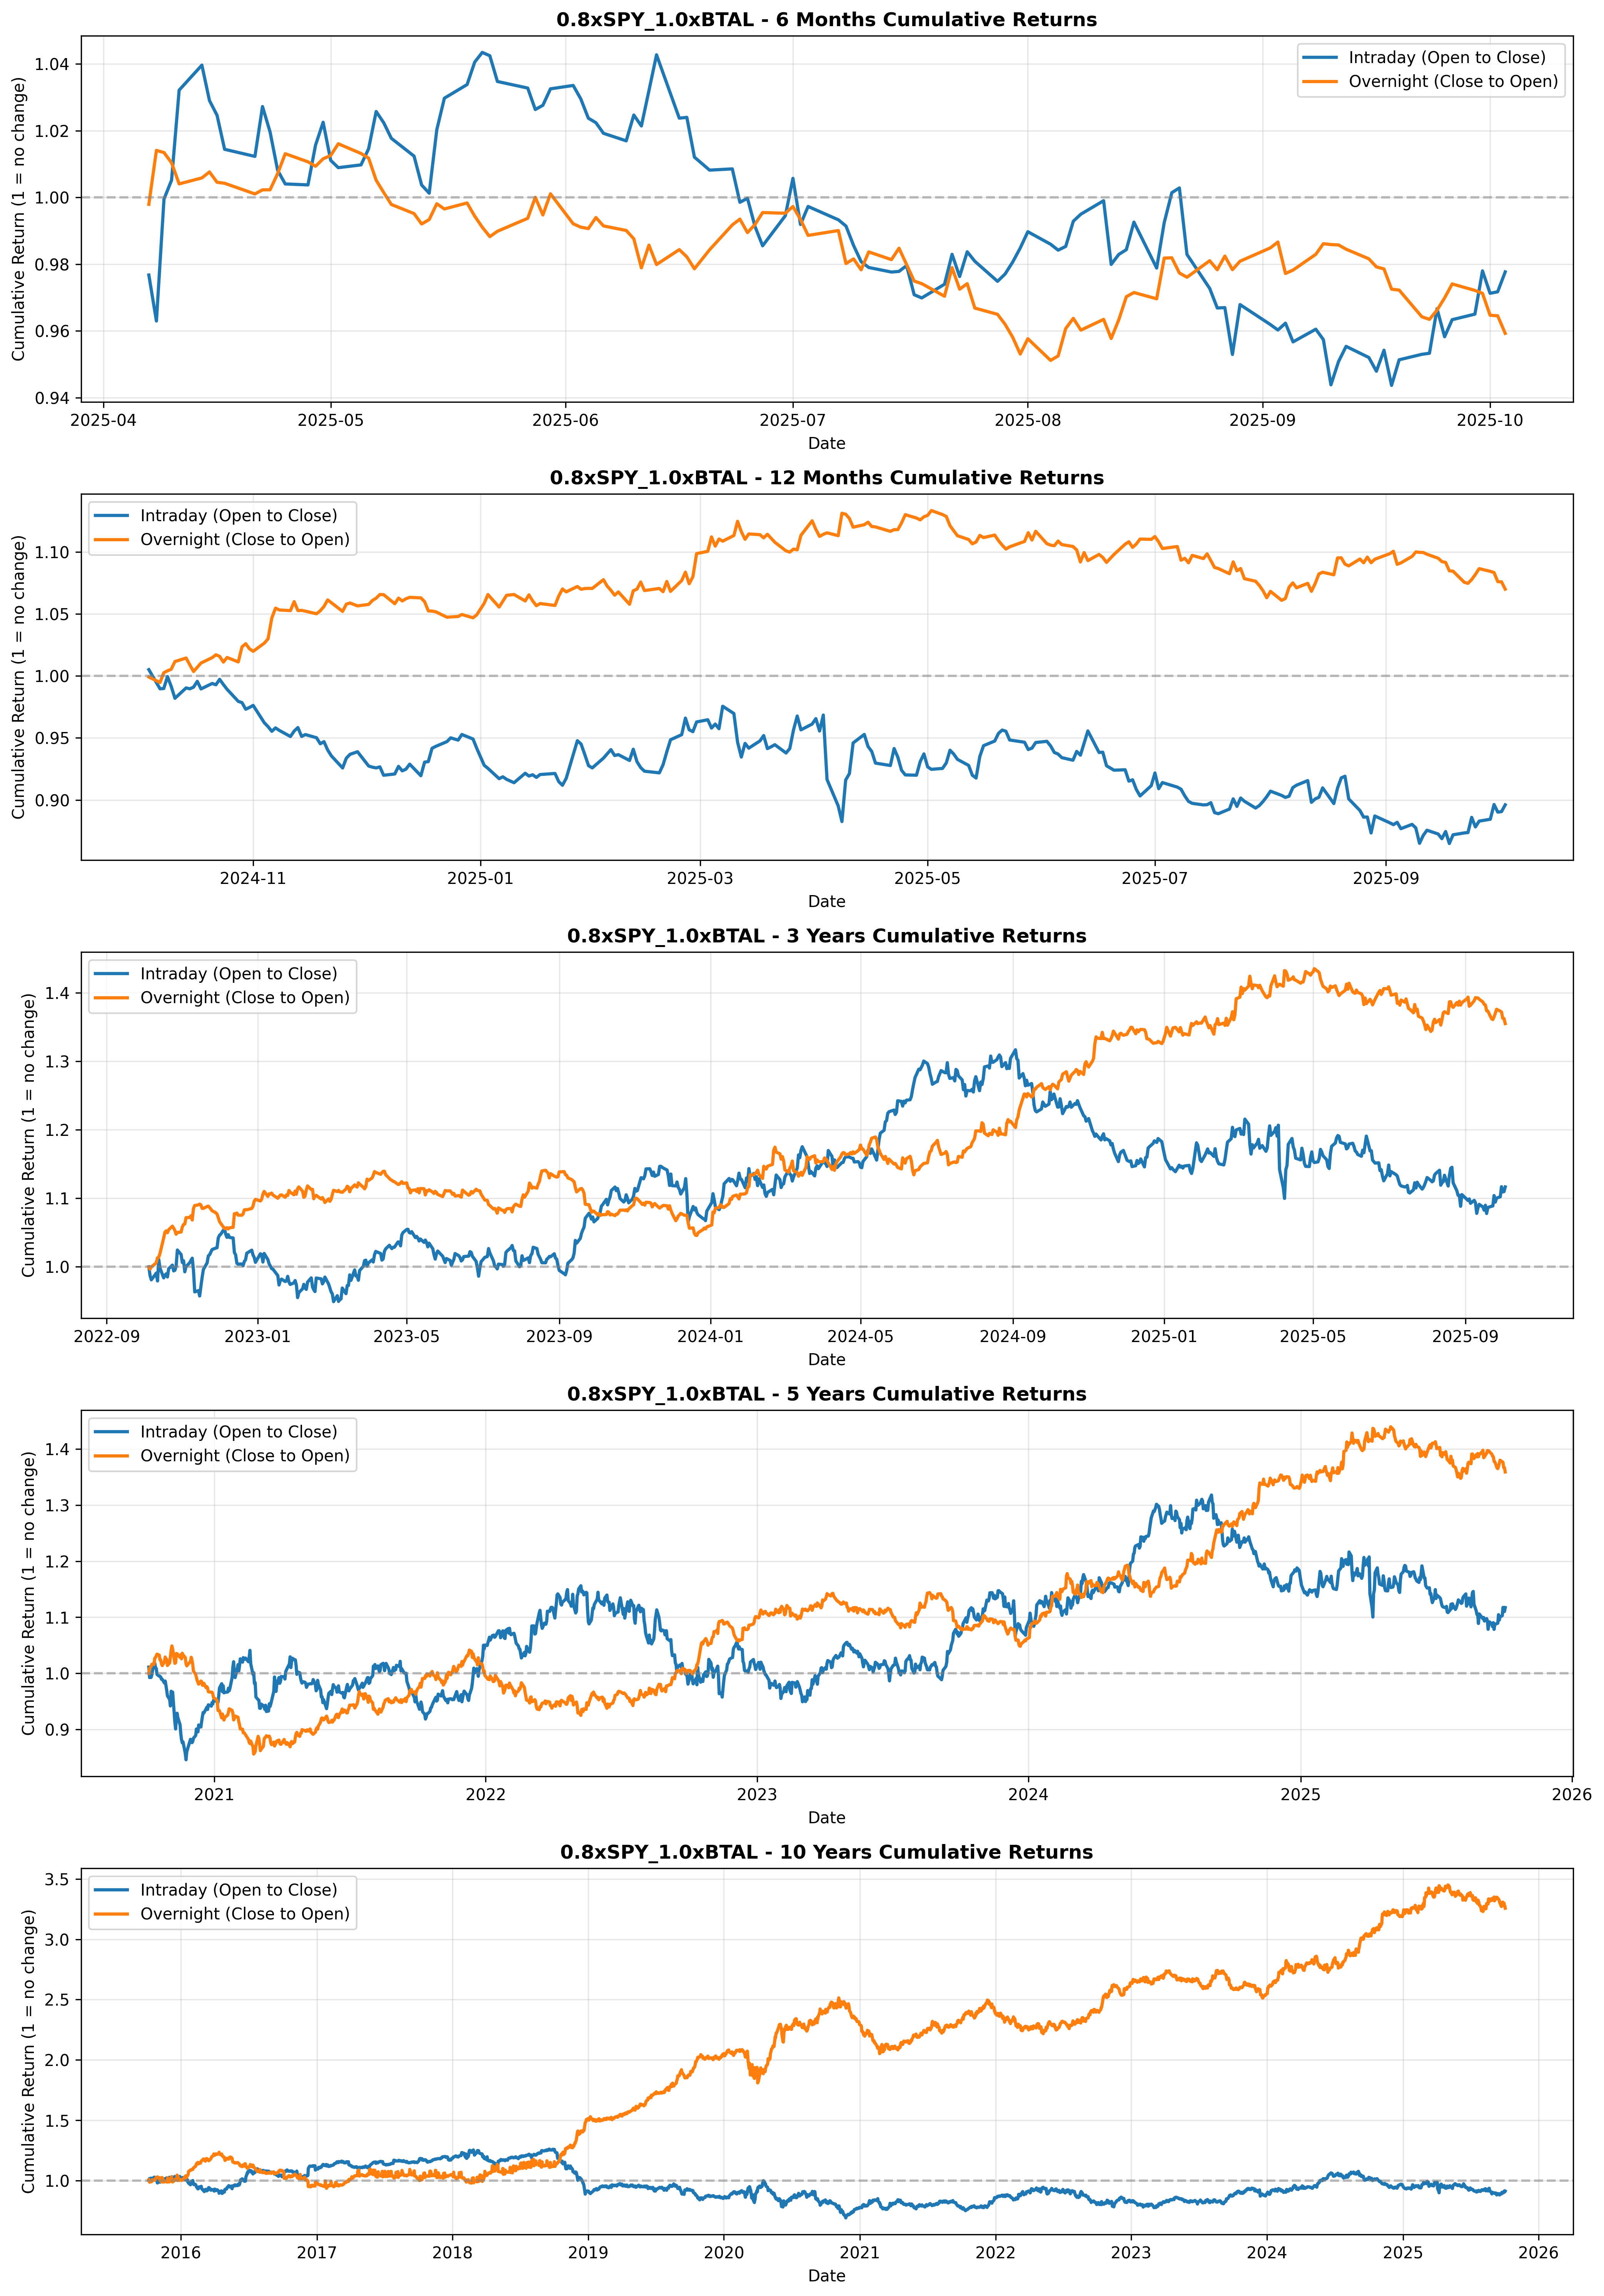 0.8xSPY_1.0xBTAL - 6 Months Cumulative Returns
Cumulative Return (1 = no change)
1.04
1.02
1.00
0.98
0.96
0.94
Intraday (Open to Close)
Overnight (Close to Open)
2025-04 2025-05 2025-06 2025-07 2025-08 2025-09 2025-10
Date
0.8xSPY_1.0xBTAL - 12 Months Cumulative Returns
Cumulative Return (1 = no change)
1.10
1.05
1.00
0.95
0.90
Intraday (Open to Close)
Overnight (Close to Open)
2024-11 2025-01 2025-03 2025-05 2025-07 2025-09
Date
0.8xSPY_1.0xBTAL - 3 Years Cumulative Returns
Cumulative Return (1 = no change)
1.4
1.3
1.2
1.1
1.0
Intraday (Open to Close)
Overnight (Close to Open)
2022-09 2023-01 2023-05 2023-09 2024-01 2024-05 2024-09 2025-01 2025-05 2025-09
Date
0.8xSPY_1.0xBTAL - 5 Years Cumulative Returns
Cumulative Return (1 = no change)
1.4
1.3
1.2
1.1
1.0
0.9
Intraday (Open to Close)
Overnight (Close to Open)
2021 2022 2023 2024 2025 2026
Date
0.8xSPY_1.0xBTAL - 10 Years Cumulative Returns
Cumulative Return (1 = no change)
3.5
3.0
2.5
2.0
1.5
1.0
Intraday (Open to Close)
Overnight (Close to Open)
2016 2017 2018 2019 2020 2021 2022 2023 2024 2025 2026
Date